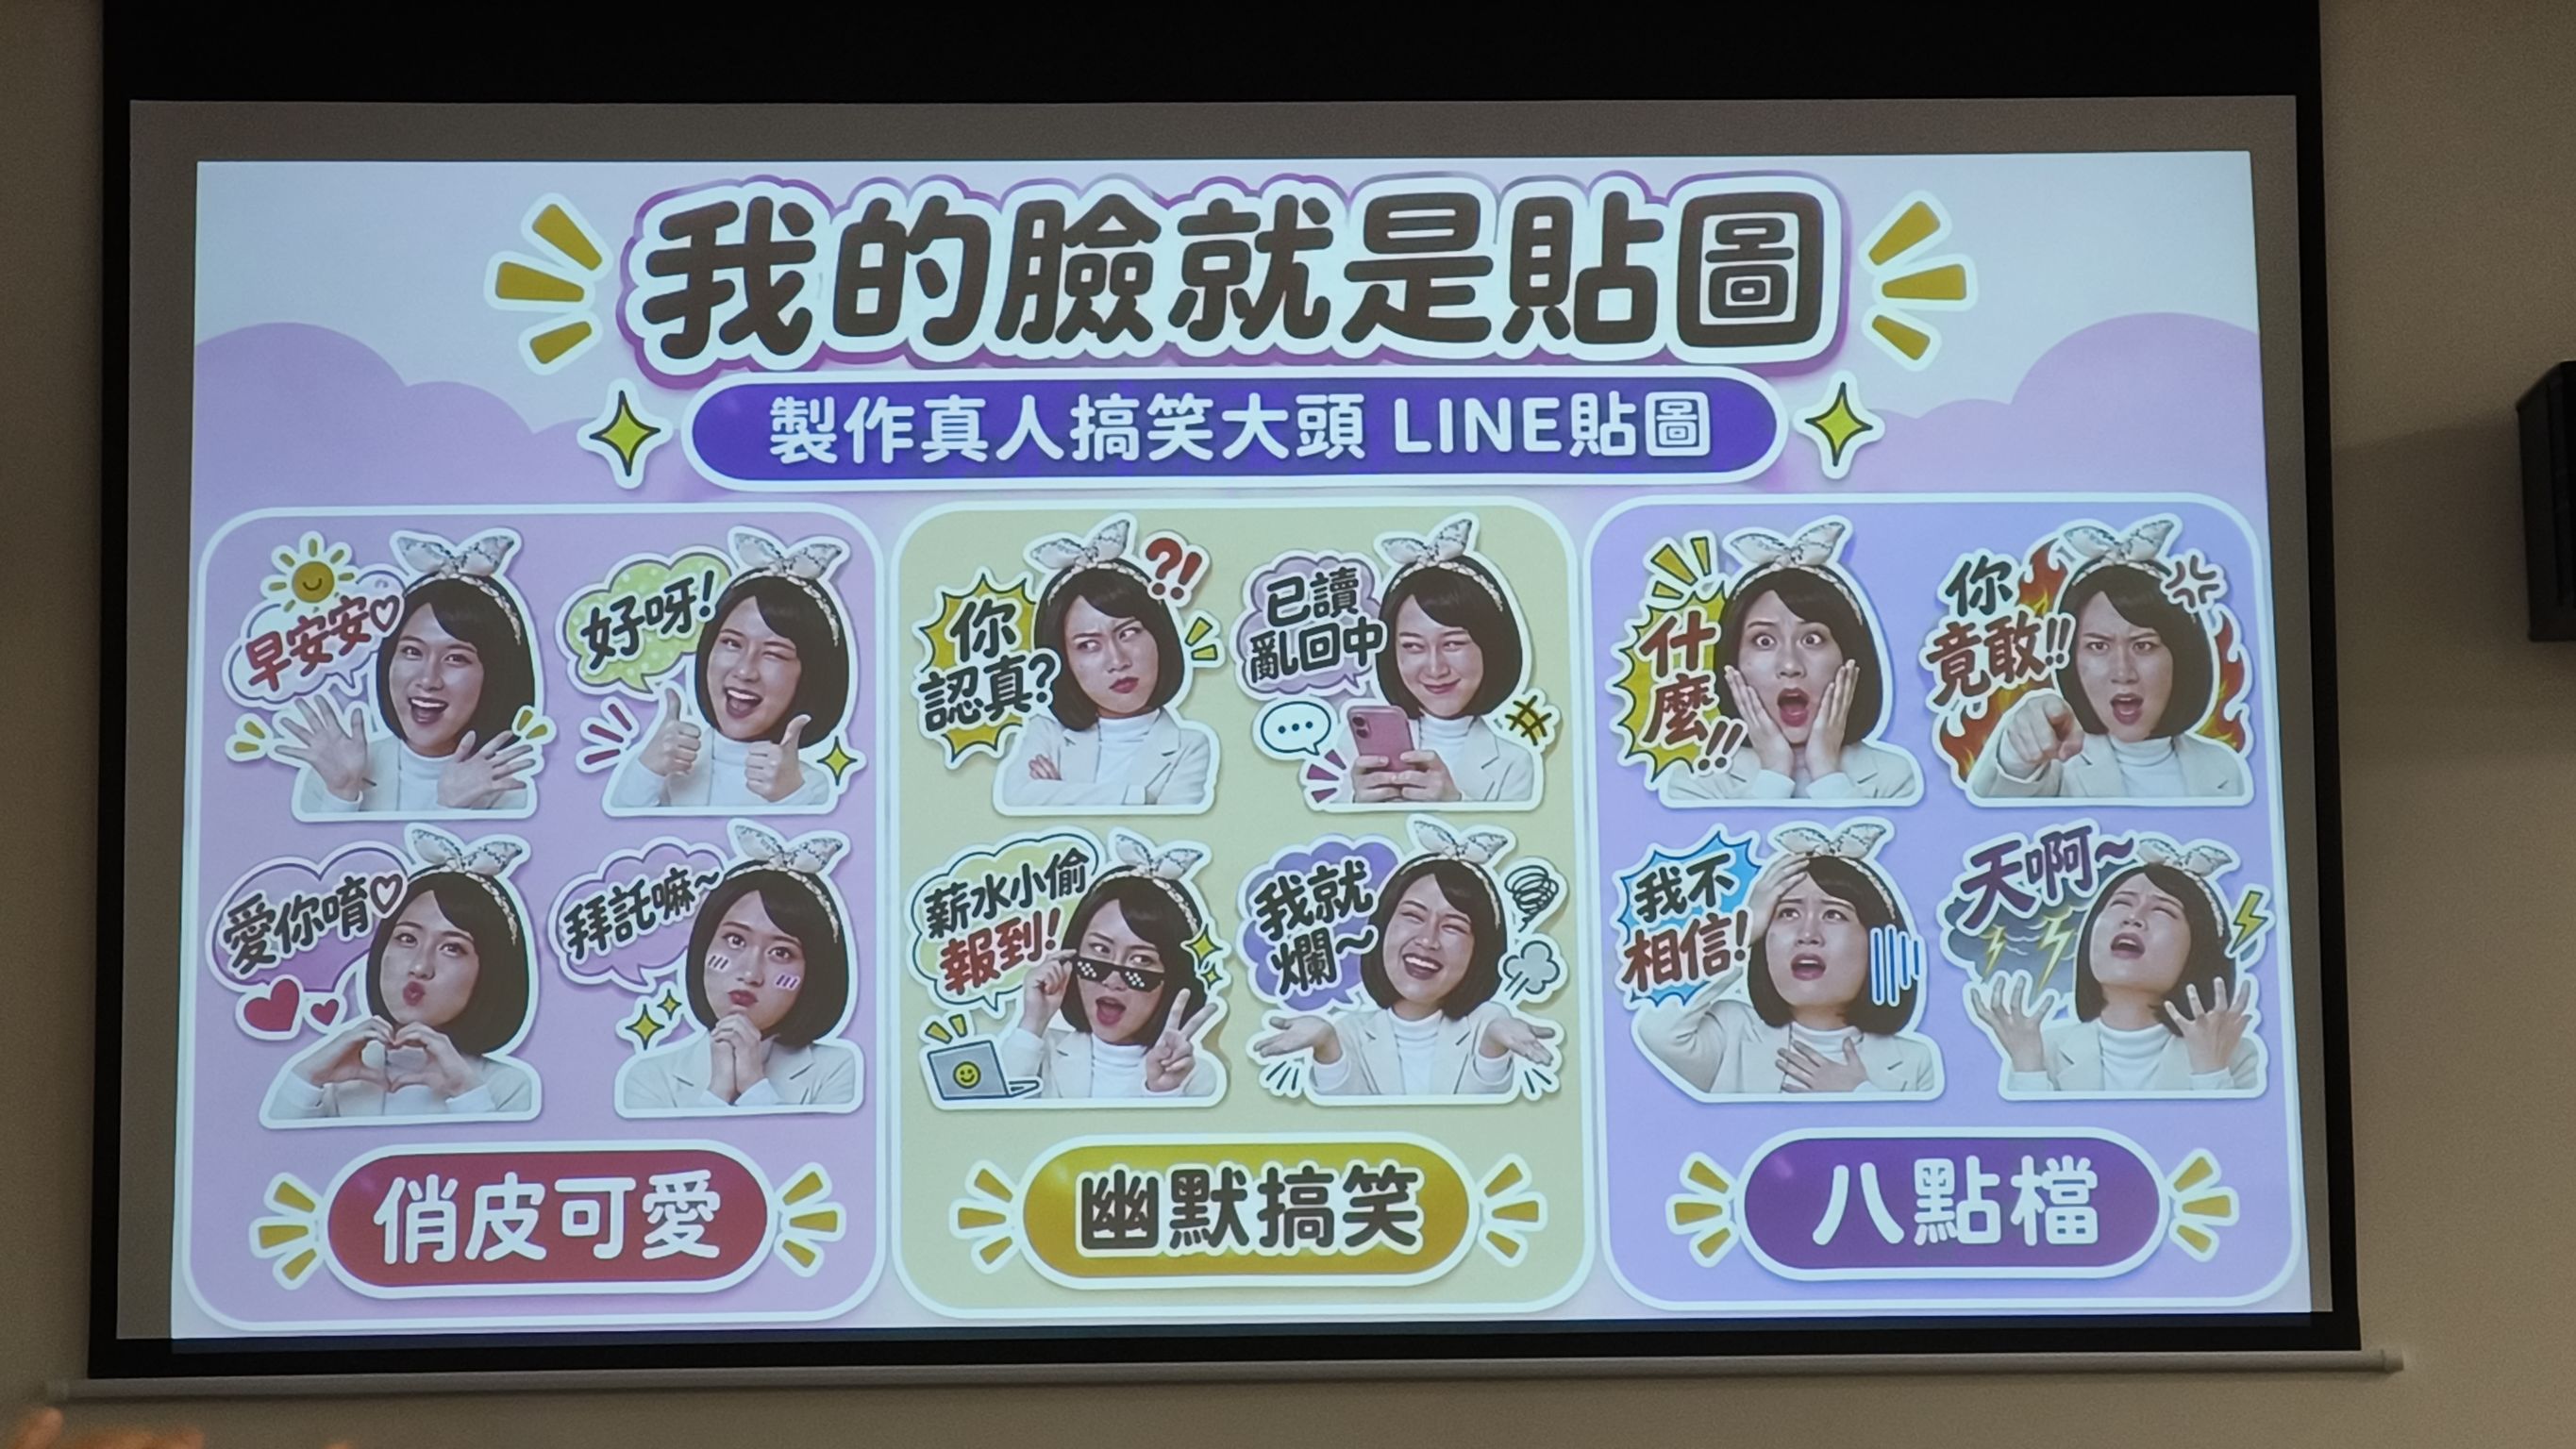 我的臉就是貼圖
製作真人搞笑大頭 LINE貼圖
早安安♡
好呀!
愛你唷♡
拜託嘛~
俏皮可愛
你
認真?
?!
已讀
亂回中
薪水小偷
報到!
我就
爛~
幽默搞笑
什
麼!!
你
竟敢!!
我不
相信!
天啊~
八點檔